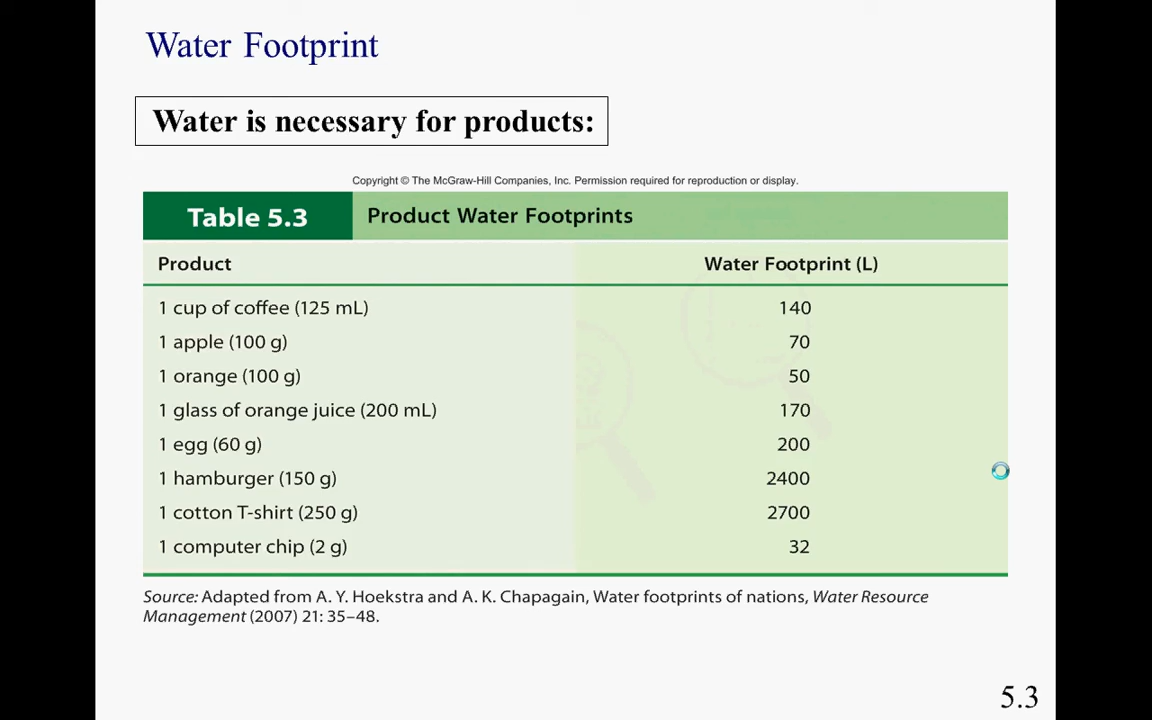 Water Footprint
Water is necessary for products:
Copyright © The McGraw-Hill Companies, Inc. Permission required for reproduction or display.
Table 5.3 Product Water Footprints
Product Water Footprint (L)
1 cup of coffee (125 mL) 140
1 apple (100 g) 70
1 orange (100 g) 50
1 glass of orange juice (200 mL) 170
1 egg (60 g) 200
1 hamburger (150 g) 2400
1 cotton T-shirt (250 g) 2700
1 computer chip (2 g) 32
Source: Adapted from A. Y. Hoekstra and A. K. Chapagain, Water footprints of nations, Water Resource
Management (2007) 21: 35–48.
5.3